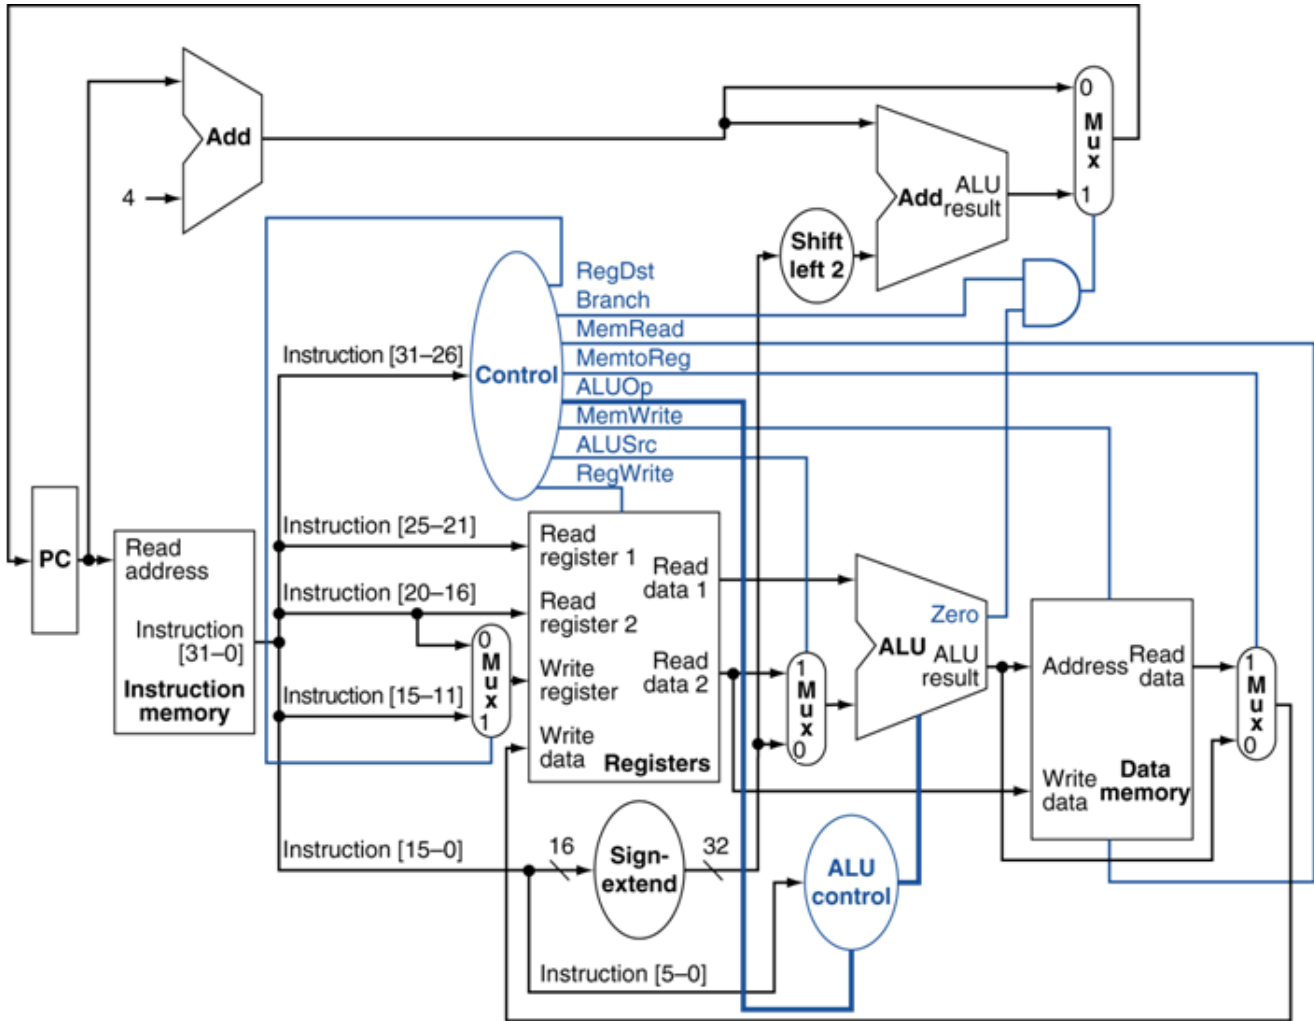 0
M
u
x
1
Add
4
Add
ALU
result
Shift
left 2
RegDst
Branch
MemRead
MemtoReg
ALUOp
MemWrite
ALUSrc
RegWrite
Control
Instruction [31–26]
Instruction [25–21]
Instruction [20–16]
Instruction [15–11]
Instruction [15–0]
Instruction [5–0]
PC
Read
address
Instruction
[31–0]
Instruction
memory
0
M
u
x
1
Read
register 1
Read
register 2
Write
register
Write
data
Read
data 1
Read
data 2
Registers
1
M
u
x
0
Zero
ALU
ALU
result
Address
Read
data
Write
data
Data
memory
1
M
u
x
0
16
Sign-
extend
32
ALU
control